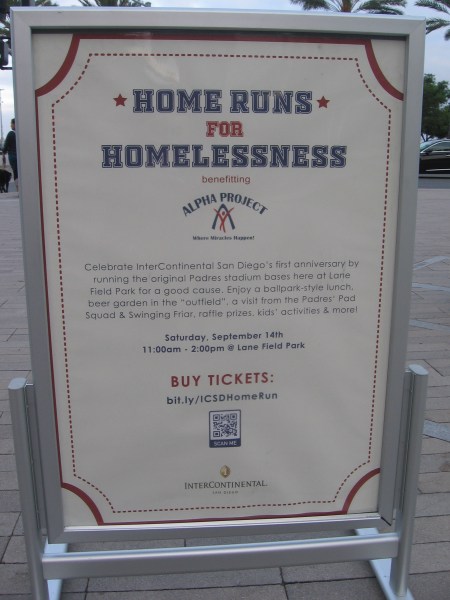 HOME RUNS
FOR
HOMELESSNESS
benefitting
ALPHA PROJECT
Where Miracles Happen!
Celebrate InterContinental San Diego's first anniversary by
running the original Padres stadium bases here at Lane
Field Park for a good cause. Enjoy a ballpark-style lunch,
beer garden in the "outfield", a visit from the Padres' Pad
Squad & Swinging Friar, raffle prizes, kids' activities & more!
Saturday, September 14th
11:00am - 2:00pm @ Lane Field Park
BUY TICKETS:
bit.ly/ICSDHomeRun
SCAN ME
INTERCONTINENTAL
SAN DIEGO